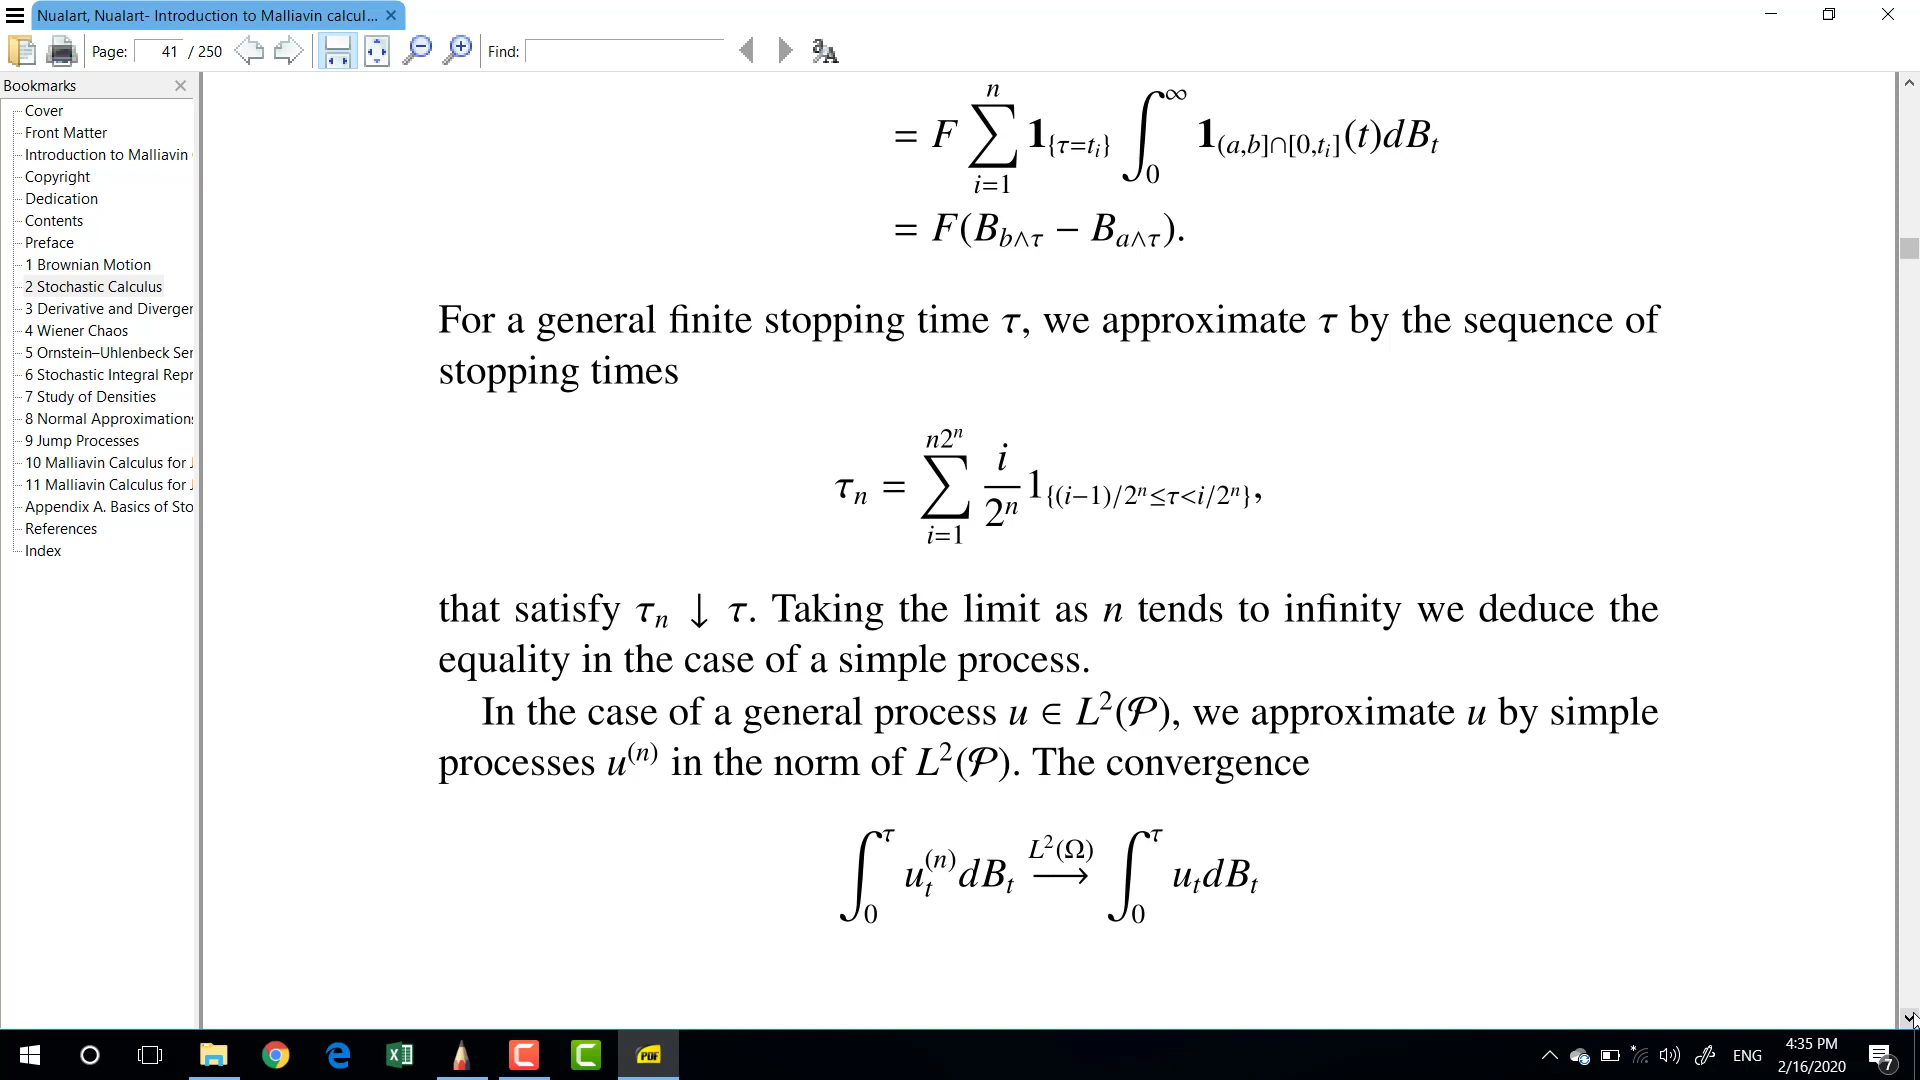 Nualart, Nualart- Introduction to Malliavin calcul... ×
Page: 41 / 250 Find:
Bookmarks
Cover
Front Matter
Introduction to Malliavin
Copyright
Dedication
Contents
Preface
1 Brownian Motion
2 Stochastic Calculus
3 Derivative and Diverger
4 Wiener Chaos
5 Ornstein–Uhlenbeck Ser
6 Stochastic Integral Repr
7 Study of Densities
8 Normal Approximation
9 Jump Processes
10 Malliavin Calculus for J
11 Malliavin Calculus for J
Appendix A. Basics of Sto
References
Index
= F ∑_{i=1}^{n} 𝟏_{{τ=t_i}} ∫_0^∞ 𝟏_{(a,b]∩[0,t_i]}(t)dB_t
= F(B_{b∧τ} − B_{a∧τ}).
For a general finite stopping time τ, we approximate τ by the sequence of
stopping times
τ_n = ∑_{i=1}^{n2^n} \frac{i}{2^n} 1_{{(i−1)/2^n≤τ<i/2^n}},
that satisfy τ_n ↓ τ. Taking the limit as n tends to infinity we deduce the
equality in the case of a simple process.
In the case of a general process u ∈ L²(𝒫), we approximate u by simple
processes u^{(n)} in the norm of L²(𝒫). The convergence
∫_0^τ u_t^{(n)} dB_t \xrightarrow{L²(Ω)} ∫_0^τ u_t dB_t
PDF
ENG
4:35 PM
2/16/2020
7